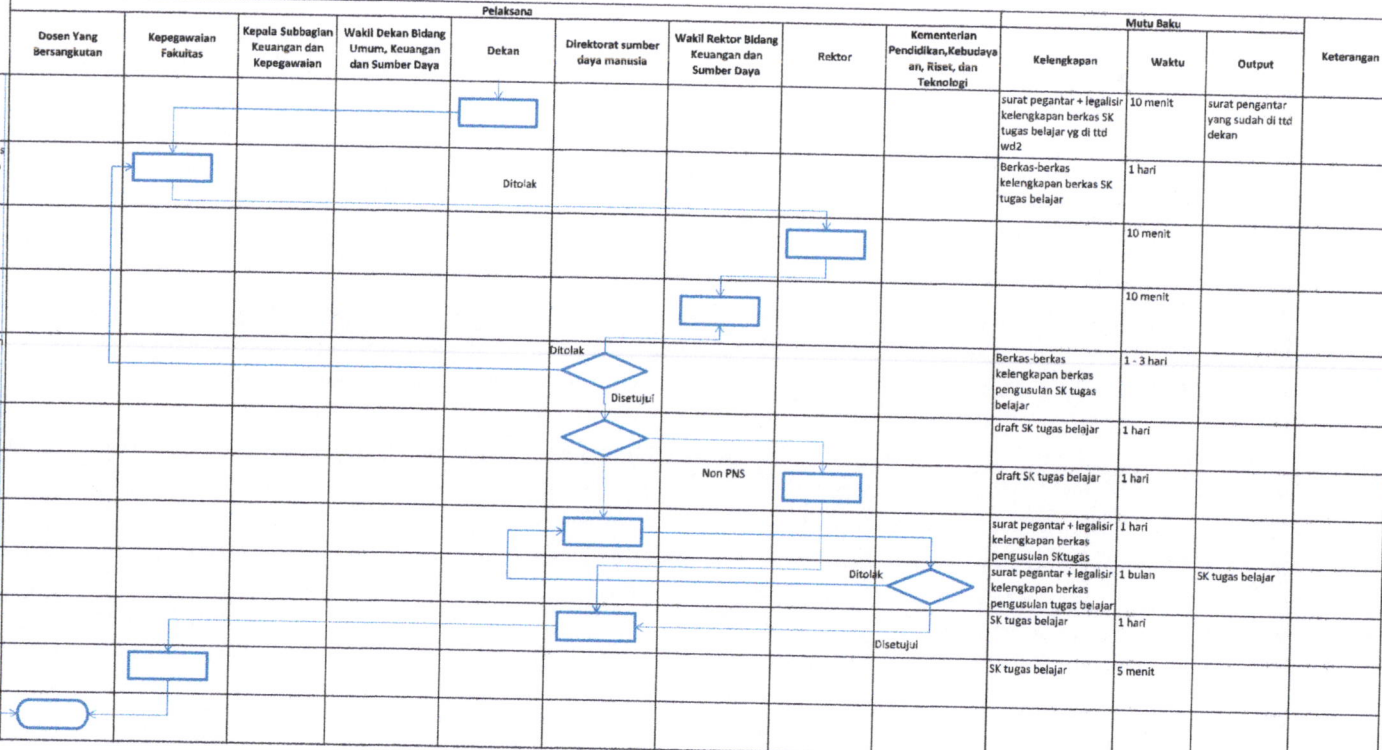 Pelaksana
Mutu Baku
Keterangan
Dosen Yang
Bersangkutan
Kepegawaian
Fakultas
Kepala Subbagian
Keuangan dan
Kepegawaian
Wakil Dekan Bidang
Umum, Keuangan
dan Sumber Daya
Dekan
Direktorat sumber
daya manusia
Wakil Rektor Bidang
Keuangan dan
Sumber Daya
Rektor
Kementerian
Pendidikan,Kebudaya
an, Riset, dan
Teknologi
Kelengkapan
Waktu
Output
surat pegantar + legalisir
kelengkapan berkas SK
tugas belajar yg di ttd
wd2
10 menit
surat pengantar
yang sudah di ttd
dekan
Ditolak
Berkas-berkas
kelengkapan berkas SK
tugas belajar
1 hari
10 menit
10 menit
Ditolak
Disetujui
Berkas-berkas
kelengkapan berkas
pengusulan SK tugas
belajar
1 - 3 hari
draft SK tugas belajar
1 hari
Non PNS
draft SK tugas belajar
1 hari
surat pegantar + legalisir
kelengkapan berkas
pengusulan SKtugas
1 hari
Ditolak
surat pegantar + legalisir
kelengkapan berkas
pengusulan tugas belajar
1 bulan
SK tugas belajar
Disetujui
SK tugas belajar
1 hari
SK tugas belajar
5 menit